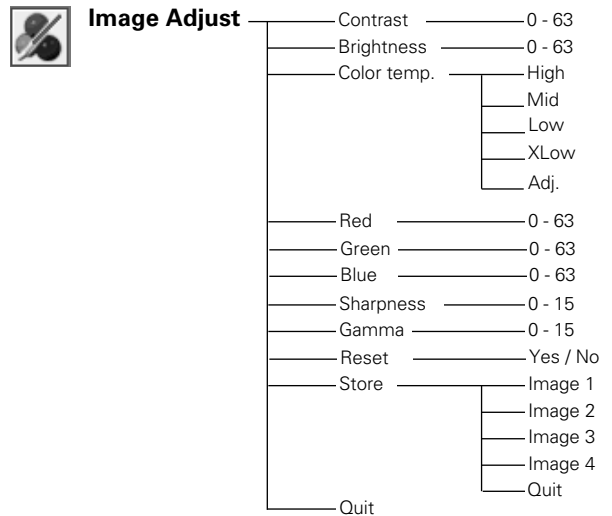 Image Adjust Contrast 0 - 63
Brightness 0 - 63
Color temp. High
Mid
Low
XLow
Adj.
Red 0 - 63
Green 0 - 63
Blue 0 - 63
Sharpness 0 - 15
Gamma 0 - 15
Reset Yes / No
Store Image 1
Image 2
Image 3
Image 4
Quit
Quit